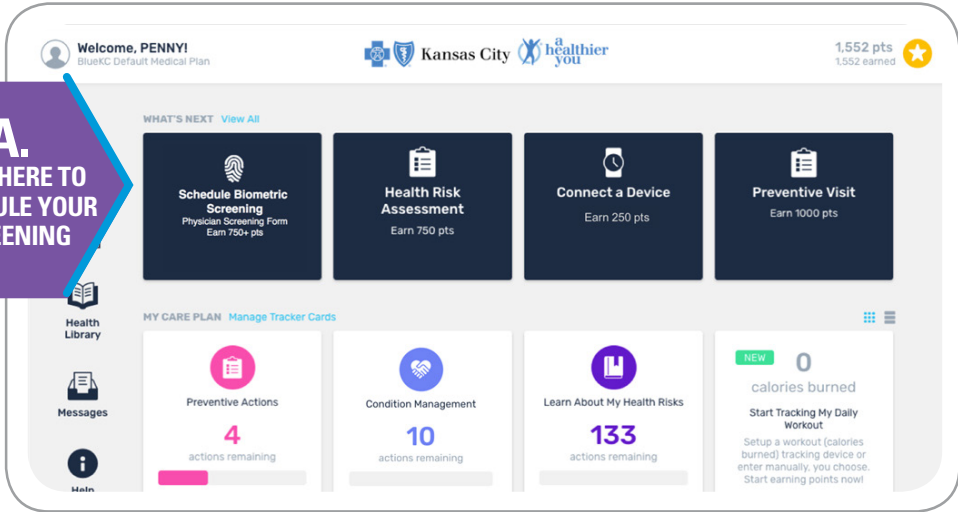 Welcome, PENNY!
BlueKC Default Medical Plan
Kansas City
a healthier you
1,552 pts
1,552 earned
A.
HERE TO
YOUR
WHAT'S NEXT View All
Schedule Biometric
Screening
Physician Screening Form
Earn 750+ pts
Health Risk
Assessment
Earn 750 pts
Connect a Device
Earn 250 pts
Preventive Visit
Earn 1000 pts
Health
Library
Messages
Help
MY CARE PLAN Manage Tracker Cards
Preventive Actions
4
actions remaining
Condition Management
10
actions remaining
Learn About My Health Risks
133
actions remaining
NEW
0
calories burned
Start Tracking My Daily
Workout
Setup a workout (calories
burned) tracking device or
enter manually, you choose.
Start earning points now!